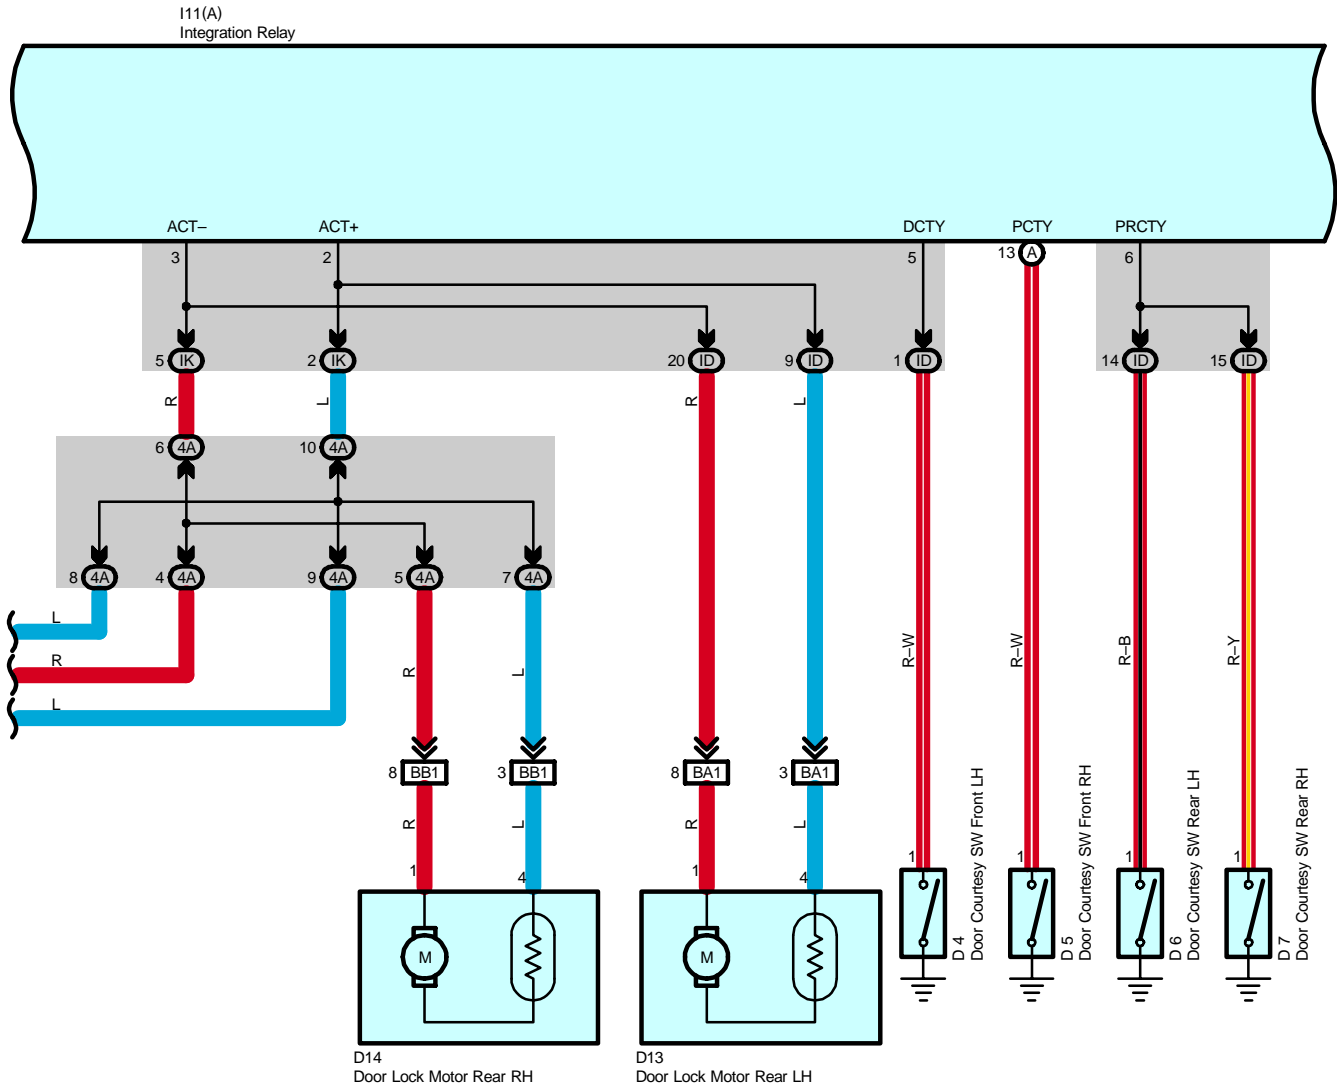 I11(A)
Integration Relay
ACT–
ACT+
DCTY
PCTY
PRCTY
3
2
5
13 A
6
5 IK
2 IK
20 ID
9 ID
1 ID
14 ID
15 ID
R
L
R
L
6 4A
10 4A
8 4A
4 4A
9 4A
5 4A
7 4A
L
R
L
R
L
R–W
R–W
R–B
R–Y
8 BB1
3 BB1
8 BA1
3 BA1
R
L
R
L
1
4
1
4
1
1
1
1
M
M
D 4
Door Courtesy SW Front LH
D 5
Door Courtesy SW Front RH
D 6
Door Courtesy SW Rear LH
D 7
Door Courtesy SW Rear RH
D14
Door Lock Motor Rear RH
D13
Door Lock Motor Rear LH